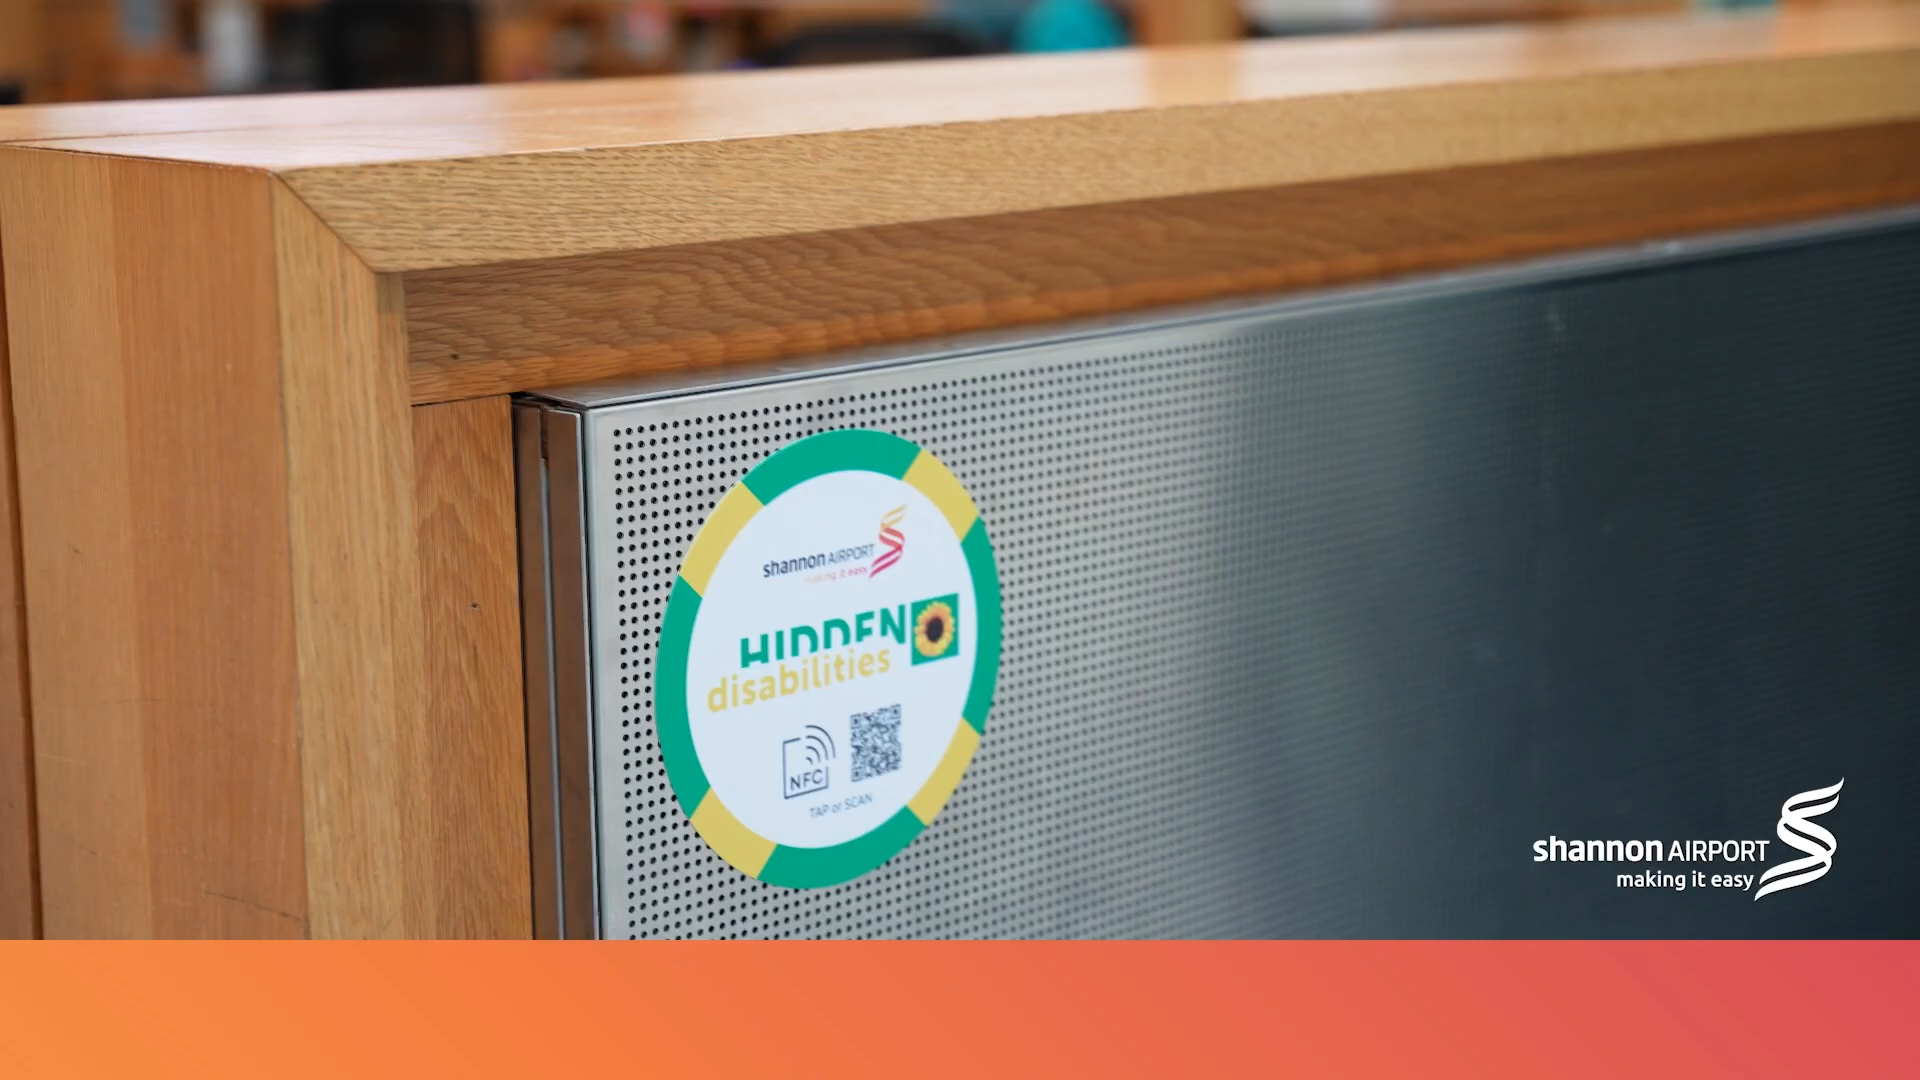 shannon AIRPORT
making it easy
HIDDEN
disabilities
NFC
TAP or SCAN
shannon AIRPORT
making it easy